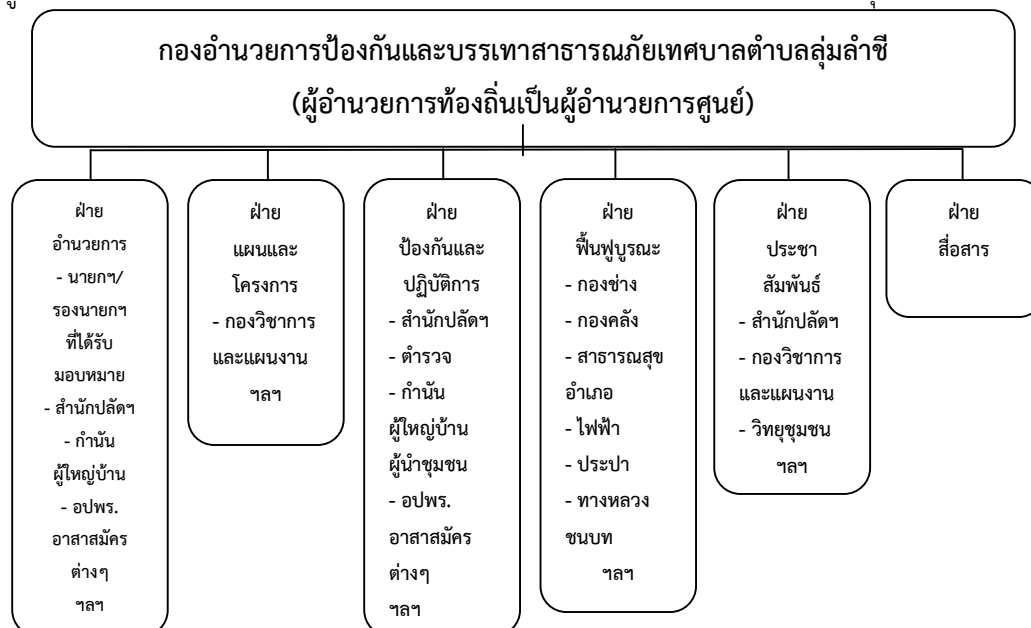 กองอำนวยการป้องกันและบรรเทาสาธารณภัยเทศบาลตำบลลุ่มลำชี
(ผู้อำนวยการท้องถิ่นเป็นผู้อำนวยการศูนย์)
ฝ่าย
อำนวยการ
- นายกฯ/
รองนายกฯ
ที่ได้รับ
มอบหมาย
- สำนักปลัดฯ
- กำนัน
ผู้ใหญ่บ้าน
- อปพร.
อาสาสมัคร
ต่างๆ
ฯลฯ
ฝ่าย
แผนและ
โครงการ
- กองวิชาการ
และแผนงาน
ฯลฯ
ฝ่าย
ป้องกันและ
ปฏิบัติการ
- สำนักปลัดฯ
- ตำรวจ
- กำนัน
ผู้ใหญ่บ้าน
ผู้นำชุมชน
- อปพร.
อาสาสมัคร
ต่างๆ
ฯลฯ
ฝ่าย
ฟื้นฟูบูรณะ
- กองช่าง
- กองคลัง
- สาธารณสุข
อำเภอ
- ไฟฟ้า
- ประปา
- ทางหลวง
ชนบท
ฯลฯ
ฝ่าย
ประชา
สัมพันธ์
- สำนักปลัดฯ
- กองวิชาการ
และแผนงาน
- วิทยุชุมชน
ฯลฯ
ฝ่าย
สื่อสาร